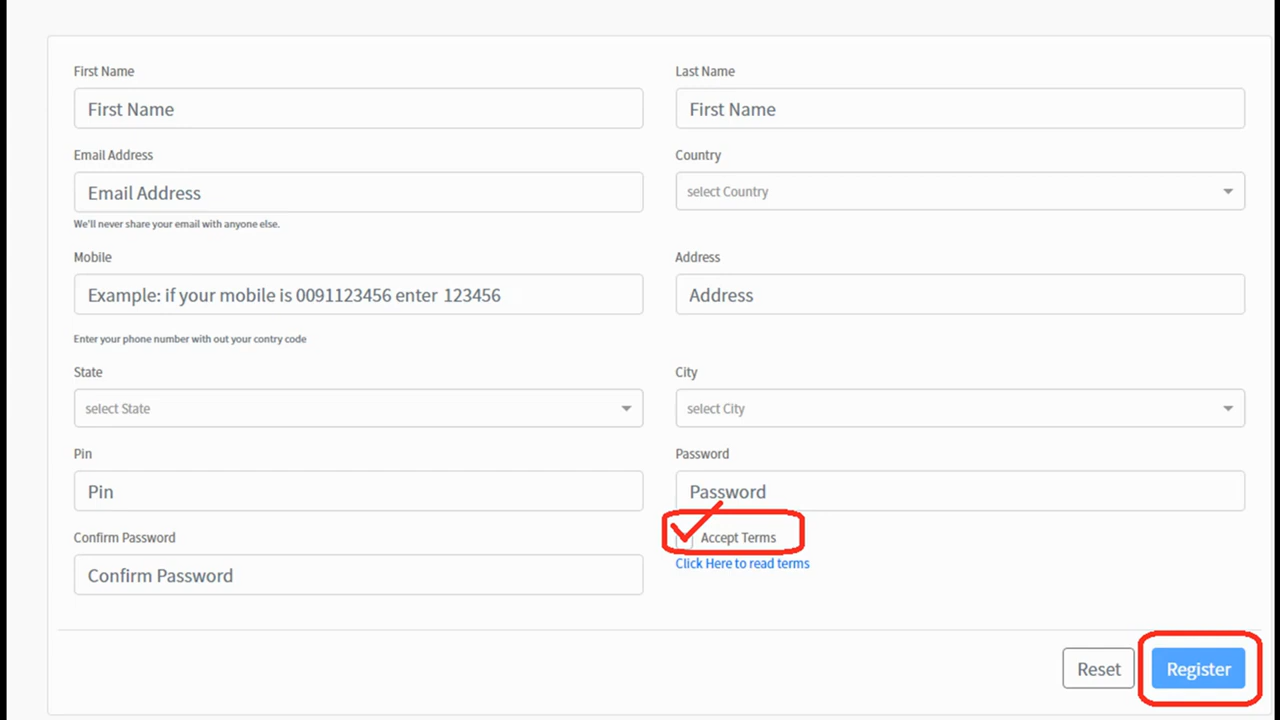 First Name
Last Name
First Name
First Name
Email Address
Country
Email Address
select Country
We'll never share your email with anyone else.
Mobile
Address
Example: if your mobile is 0091123456 enter 123456
Address
Enter your phone number with out your contry code
State
City
select State
select City
Pin
Password
Pin
Password
Confirm Password
Accept Terms
Confirm Password
Click Here to read terms
Reset
Register